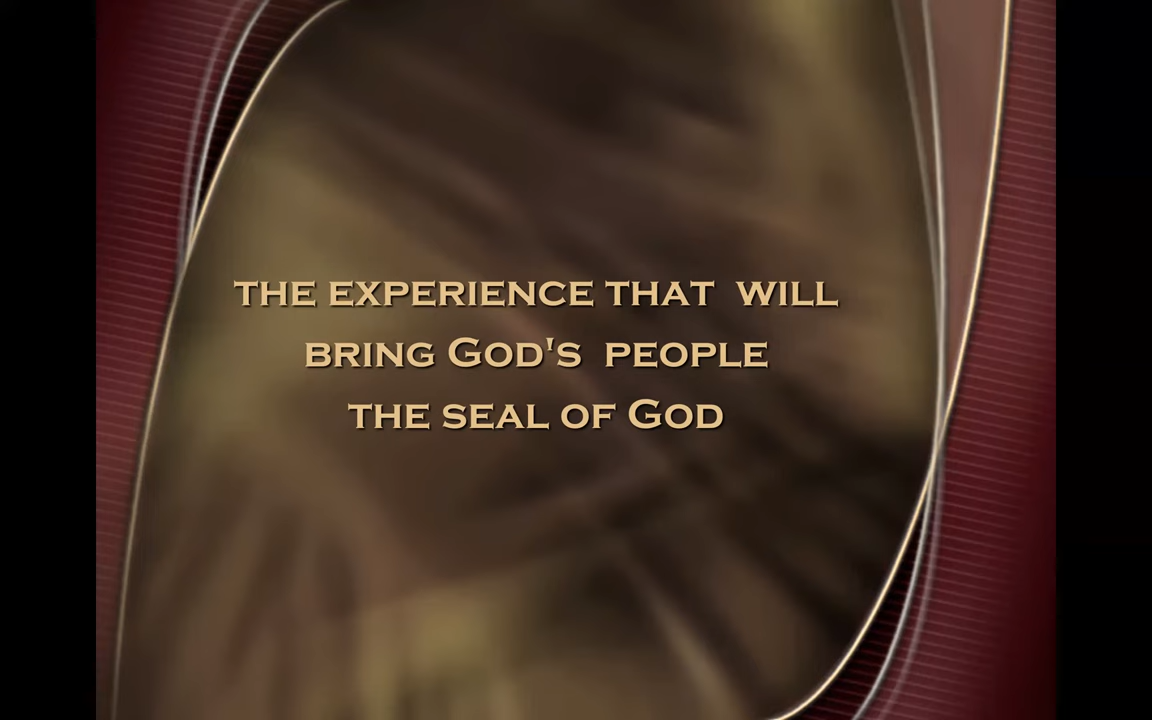 THE EXPERIENCE THAT WILL
BRING GOD'S PEOPLE
THE SEAL OF GOD